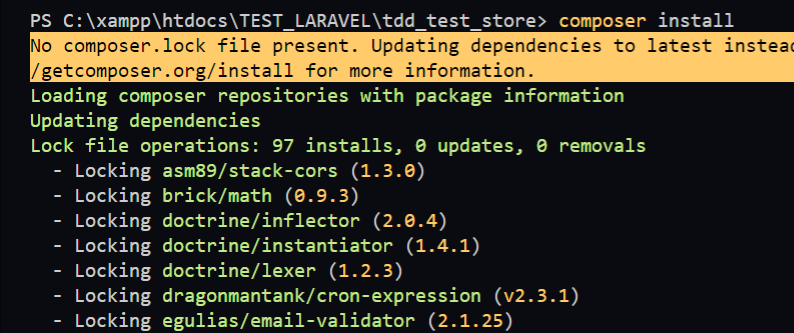 PS C:\xampp\htdocs\TEST_LARAVEL\tdd_test_store> composer install
No composer.lock file present. Updating dependencies to latest instead
/getcomposer.org/install for more information.
Loading composer repositories with package information
Updating dependencies
Lock file operations: 97 installs, 0 updates, 0 removals
- Locking asm89/stack-cors (1.3.0)
- Locking brick/math (0.9.3)
- Locking doctrine/inflector (2.0.4)
- Locking doctrine/instantiator (1.4.1)
- Locking doctrine/lexer (1.2.3)
- Locking dragonmantank/cron-expression (v2.3.1)
- Locking egulias/email-validator (2.1.25)